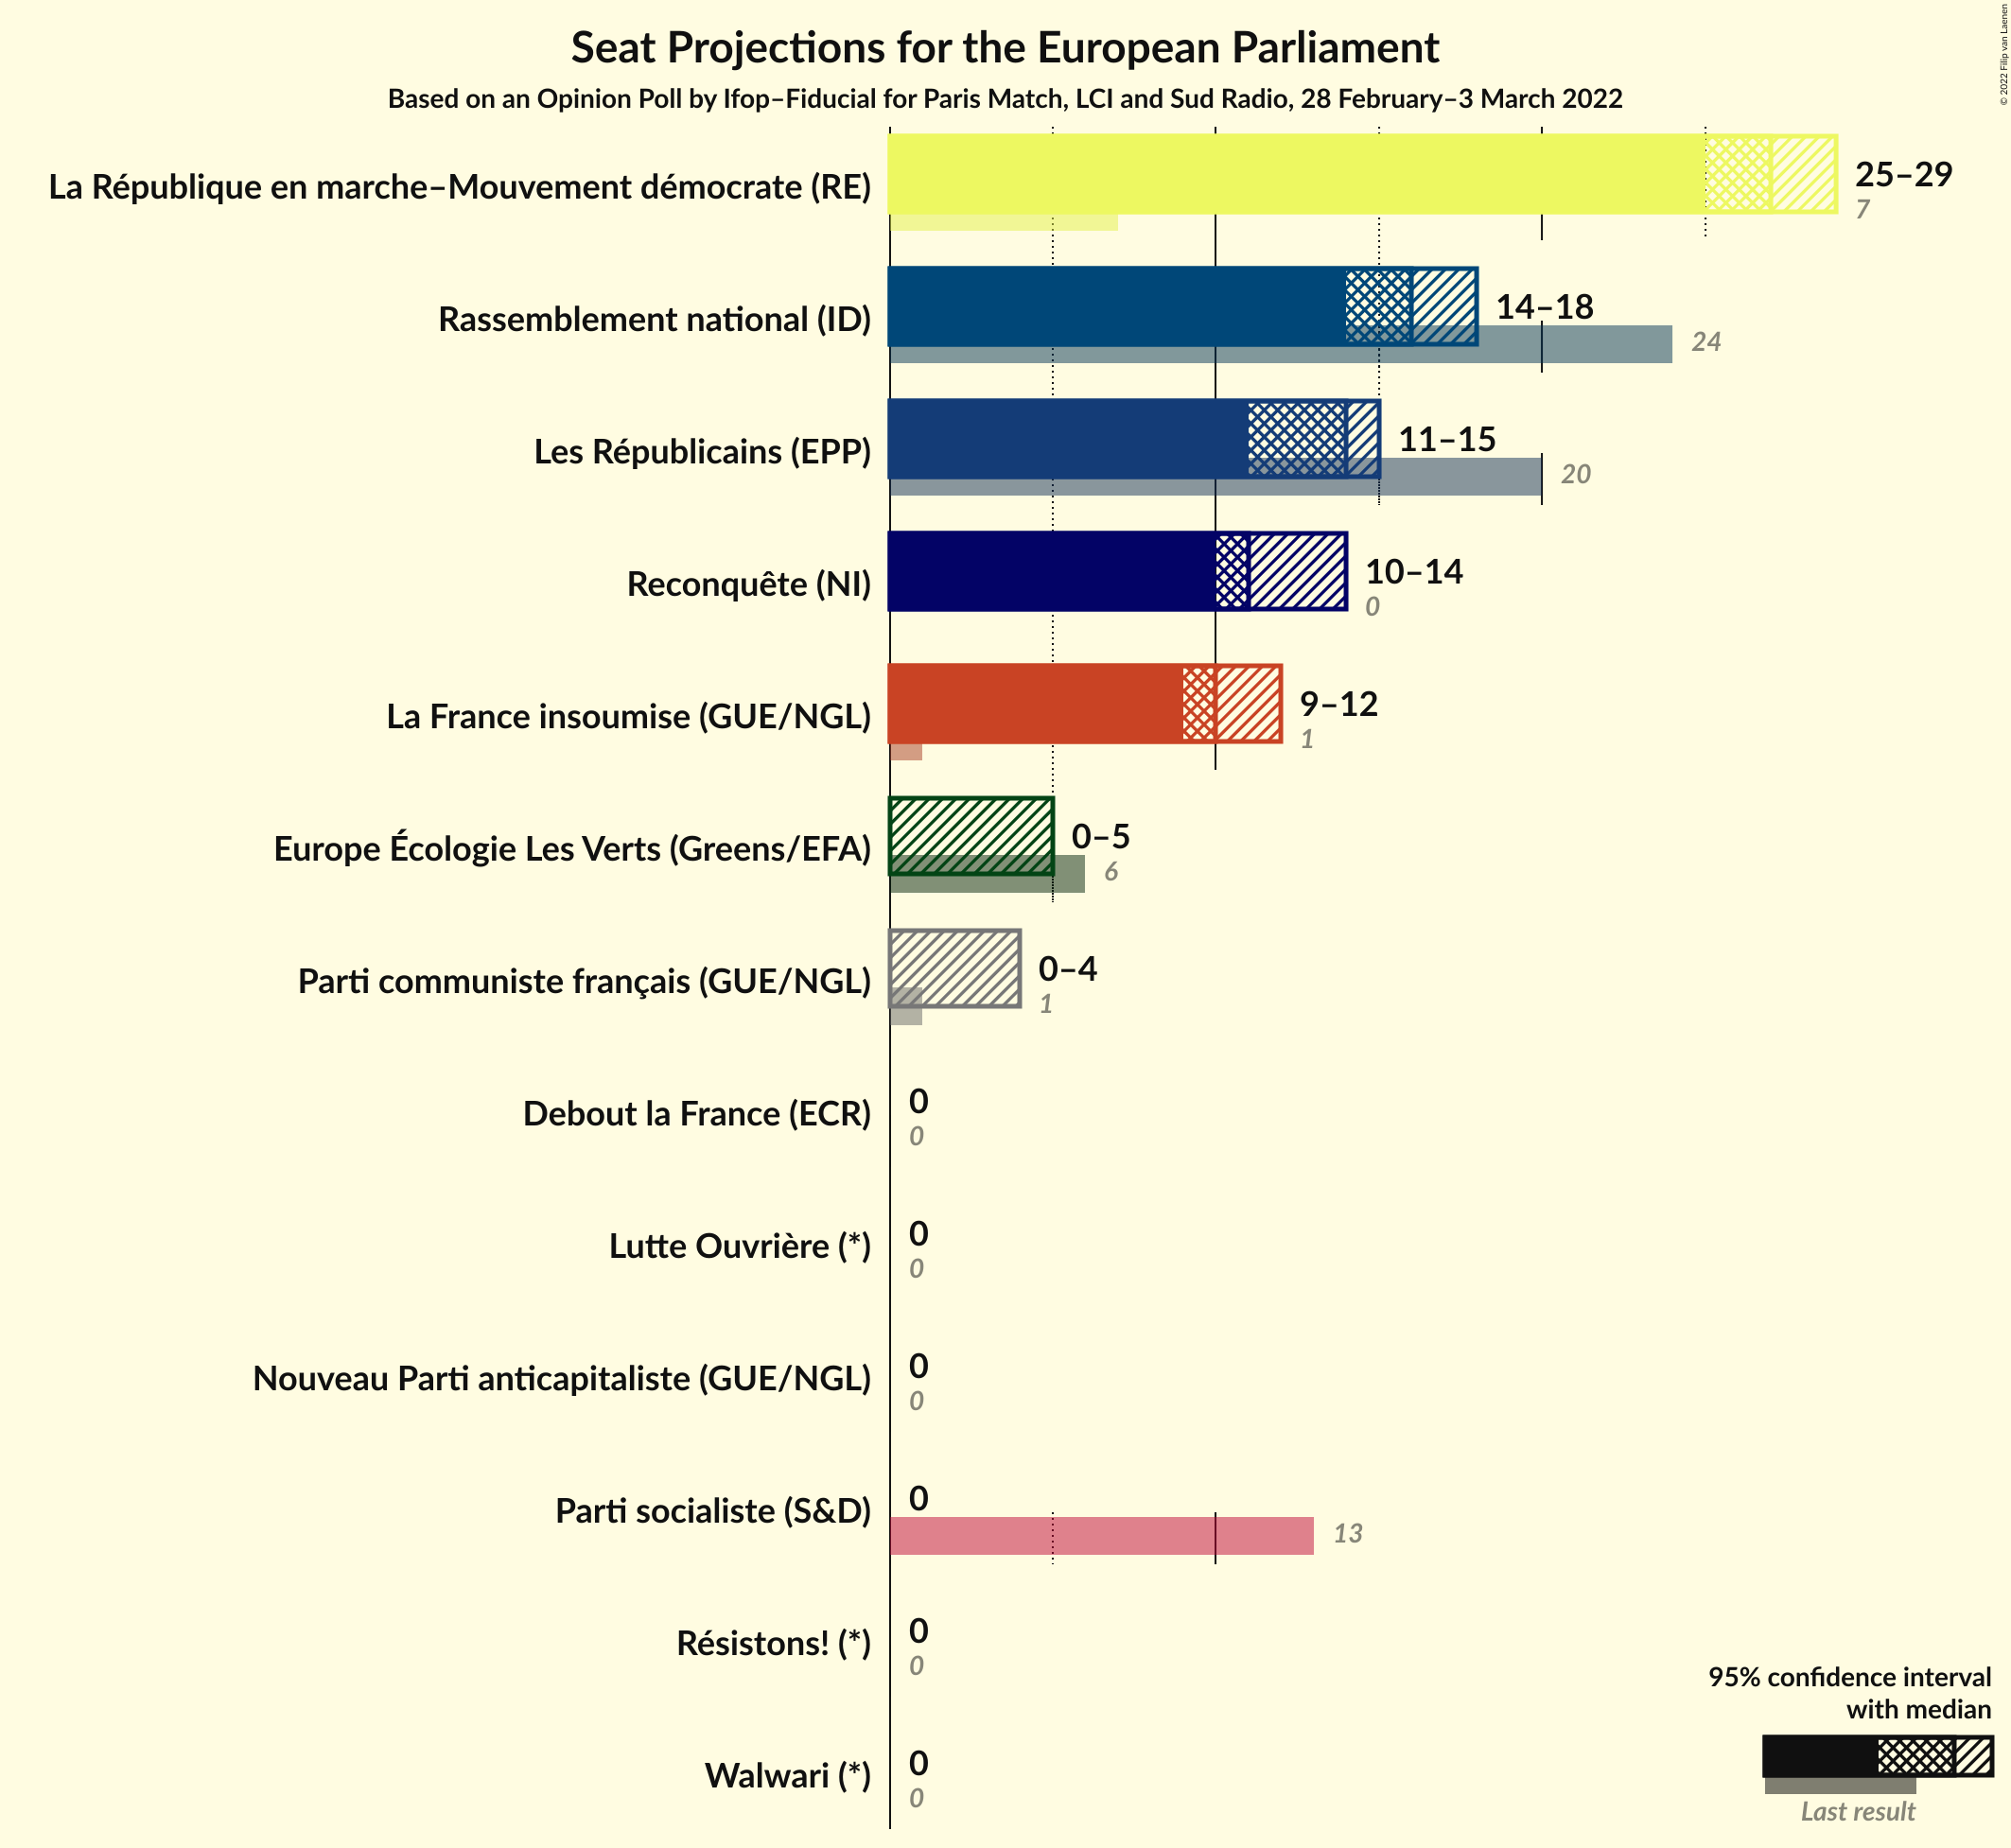 Seat Projections for the European Parliament
Based on an Opinion Poll by Ifop–Fiducial for Paris Match, LCI and Sud Radio, 28 February–3 March 2022
© 2022 Filip van Laenen
La République en marche–Mouvement démocrate (RE)
25–29
7
Rassemblement national (ID)
14–18
24
Les Républicains (EPP)
11–15
20
Reconquête (NI)
10–14
0
La France insoumise (GUE/NGL)
9–12
1
Europe Écologie Les Verts (Greens/EFA)
0–5
6
Parti communiste français (GUE/NGL)
0–4
1
Debout la France (ECR)
0
0
Lutte Ouvrière (*)
0
0
Nouveau Parti anticapitaliste (GUE/NGL)
0
0
Parti socialiste (S&D)
0
13
Résistons! (*)
0
0
Walwari (*)
0
0
95% confidence interval
with median
Last result